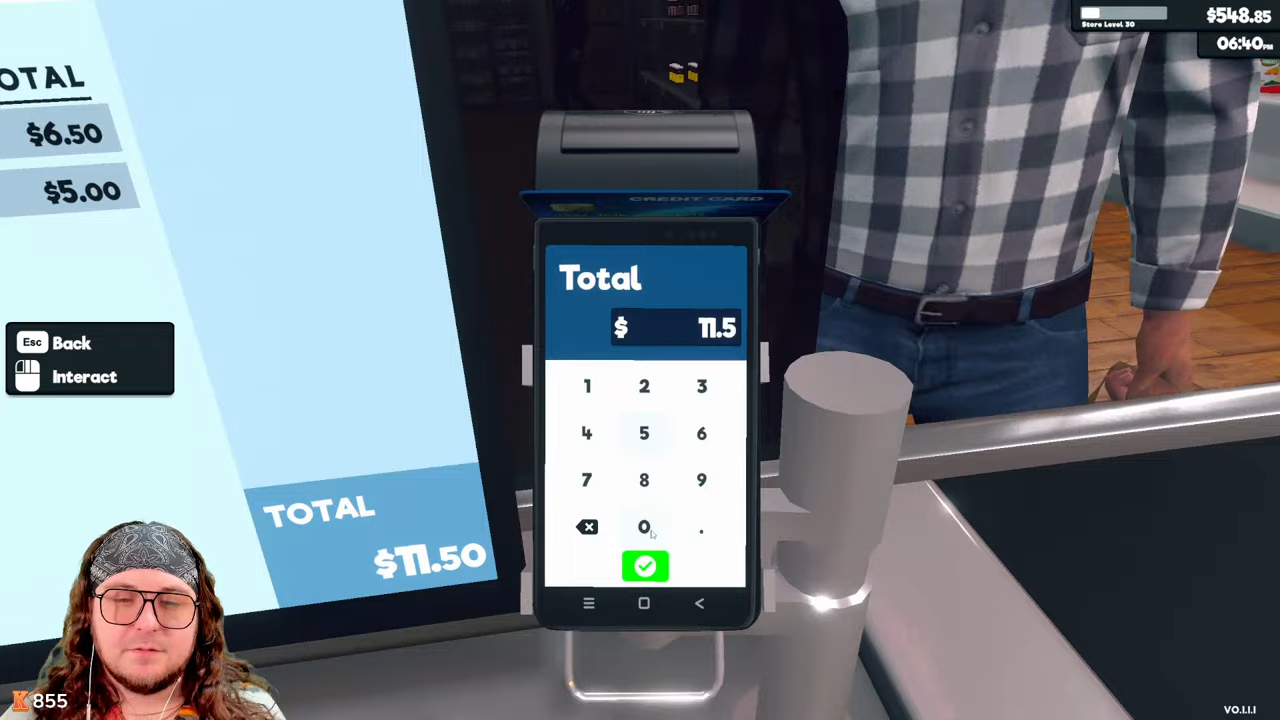 $548.85
Store Level 30
06:40PM
OTAL
$6.50
$5.00
CREDIT CARD
Total
$ 11.5
Esc Back
Interact
1 2 3
4 5 6
7 8 9
0 .
TOTAL
$11.50
K 855
V0.1.1.1